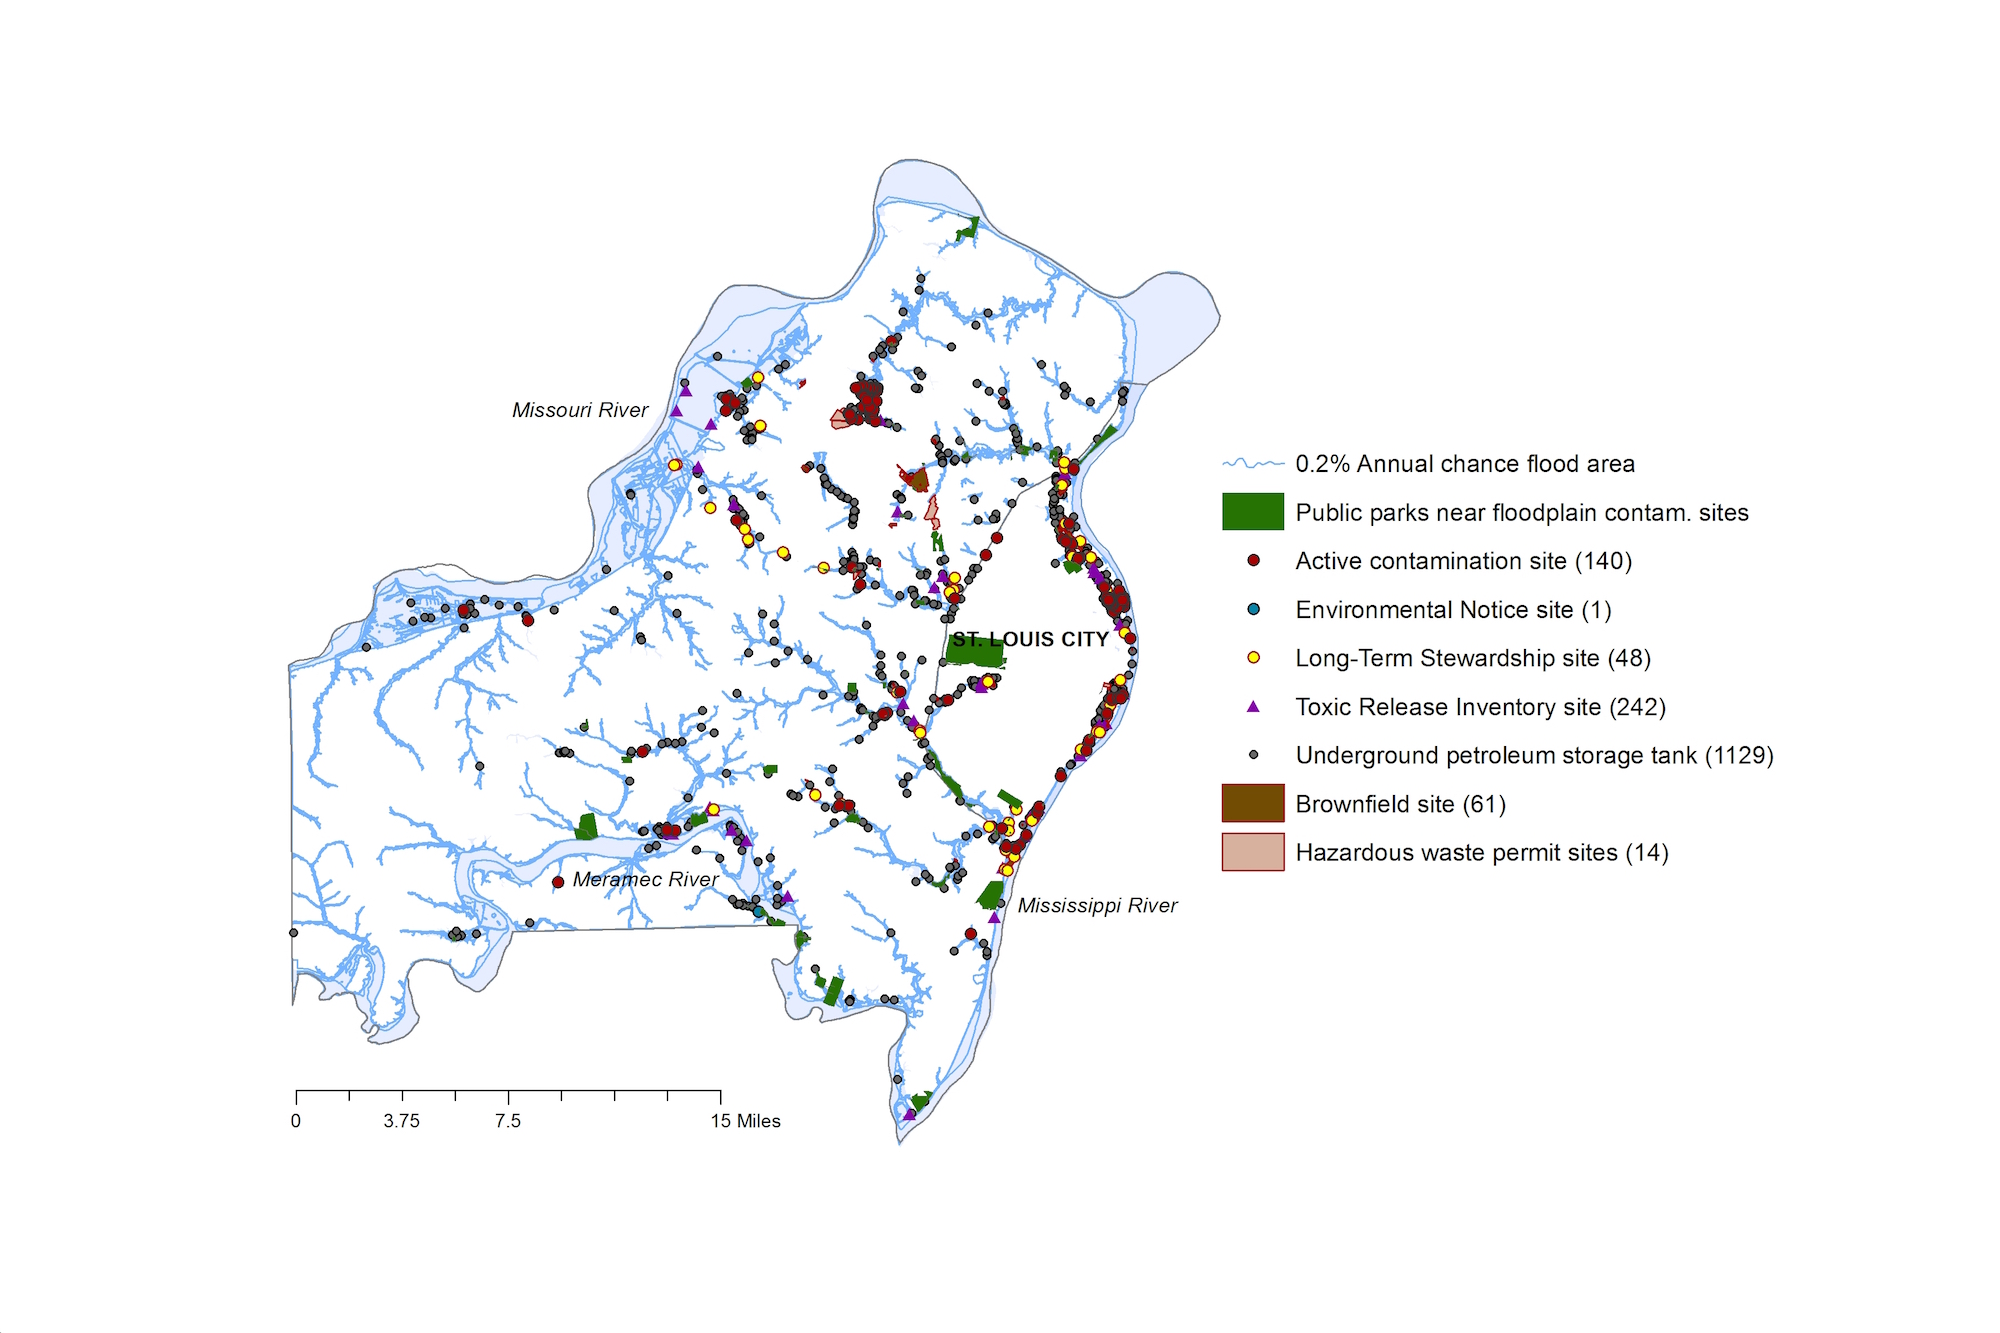 Missouri River
ST. LOUIS CITY
Meramec River
Mississippi River
0.2% Annual chance flood area
Public parks near floodplain contam. sites
Active contamination site (140)
Environmental Notice site (1)
Long-Term Stewardship site (48)
Toxic Release Inventory site (242)
Underground petroleum storage tank (1129)
Brownfield site (61)
Hazardous waste permit sites (14)
0 3.75 7.5 15 Miles